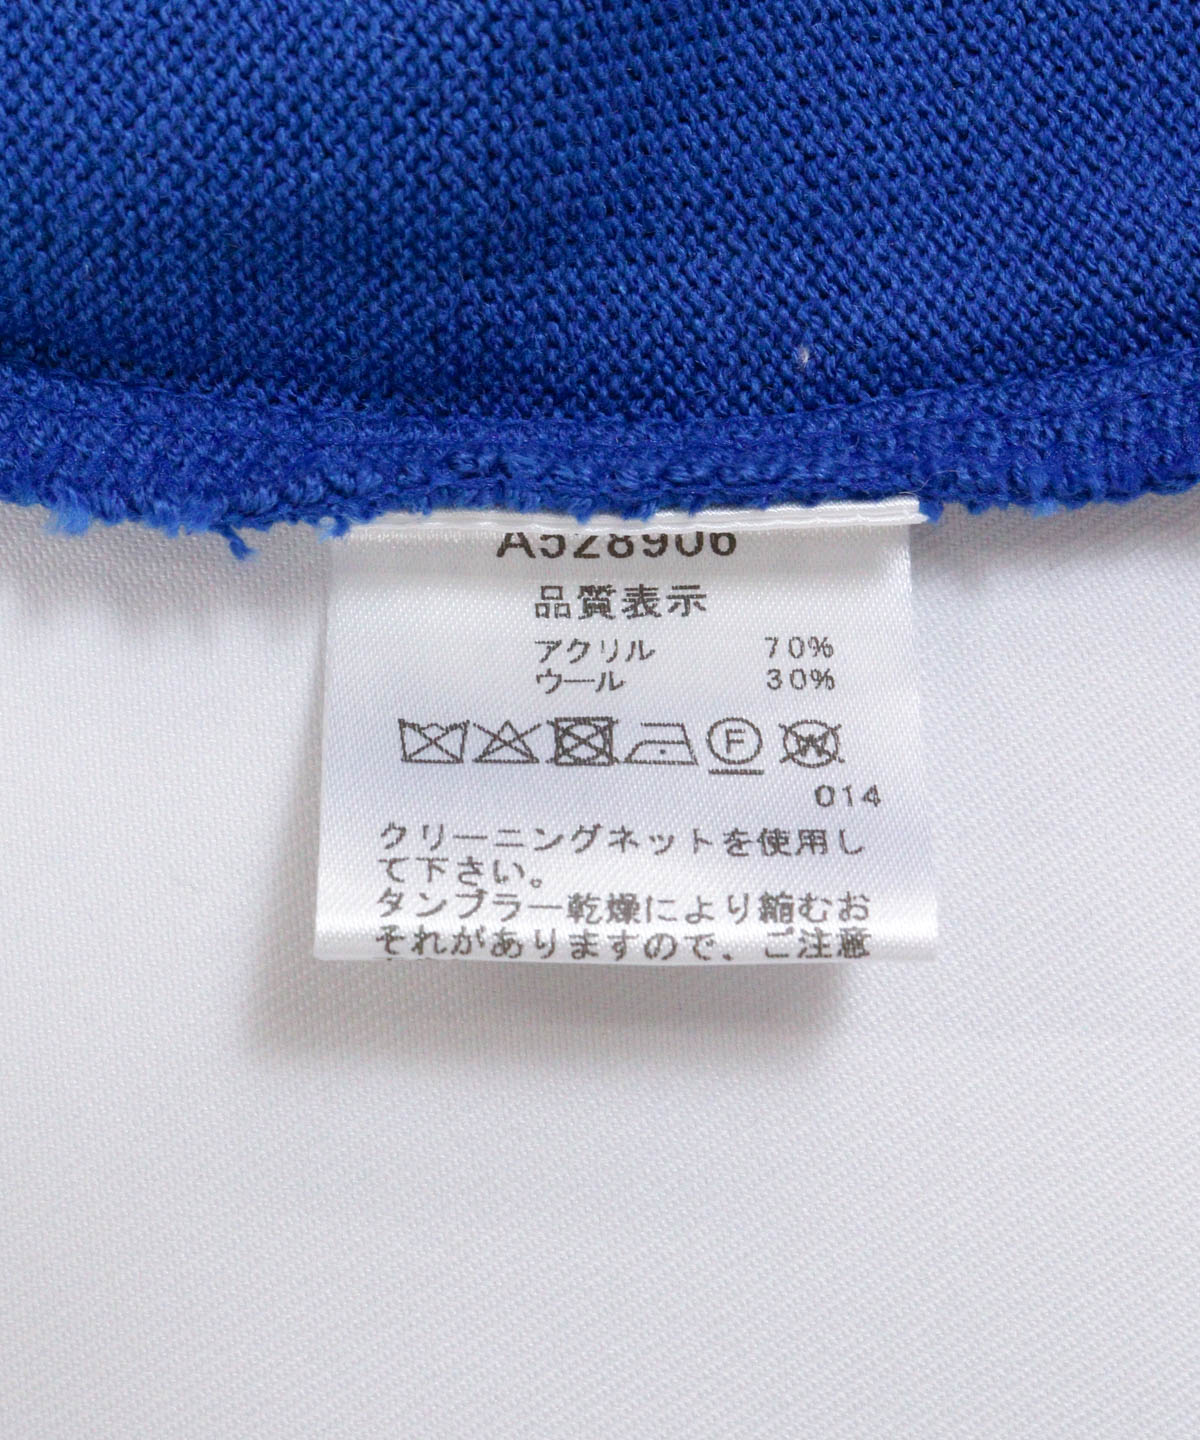 A528906
品質表示
アクリル 70%
ウール 30%
F W
014
クリーニングネットを使用し
て下さい。
タンブラー乾燥により縮むお
それがありますので、ご注意